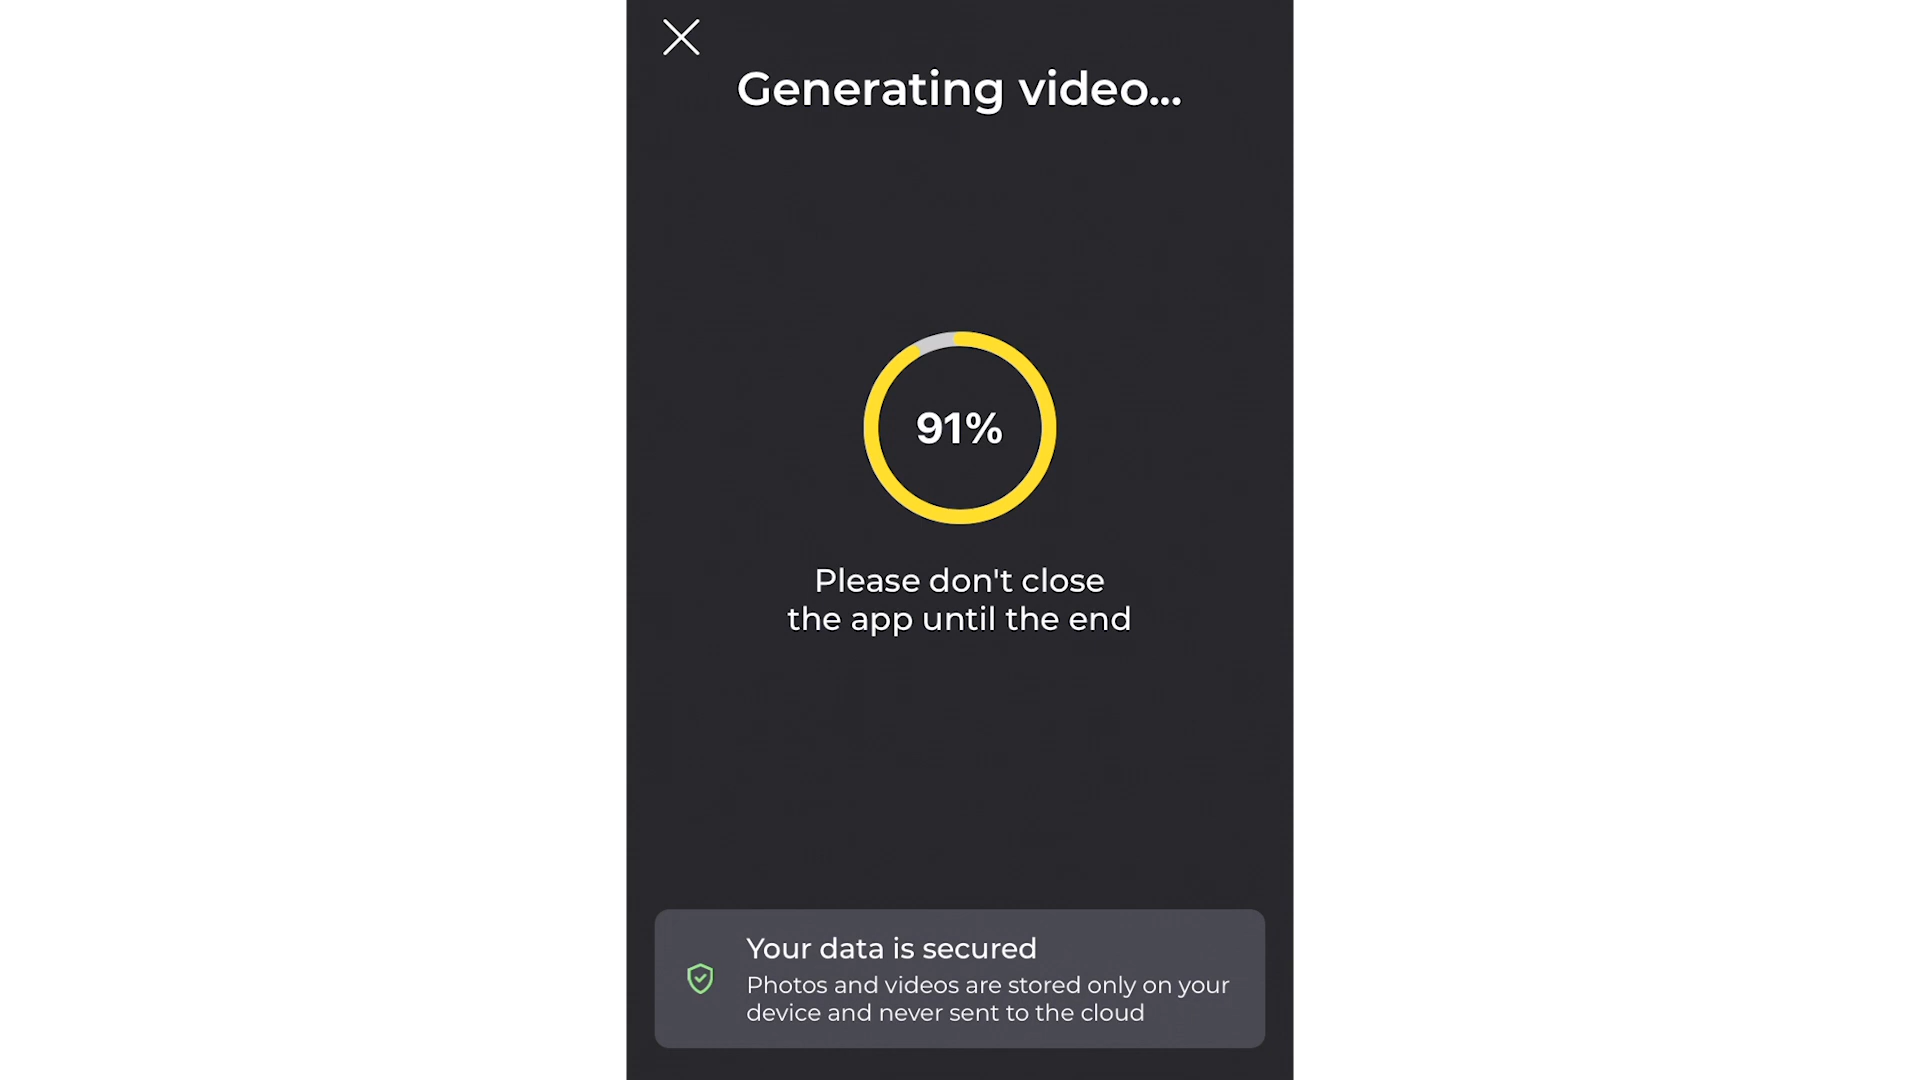 Generating video...
91%
Please don't close
the app until the end
Your data is secured
Photos and videos are stored only on your
device and never sent to the cloud